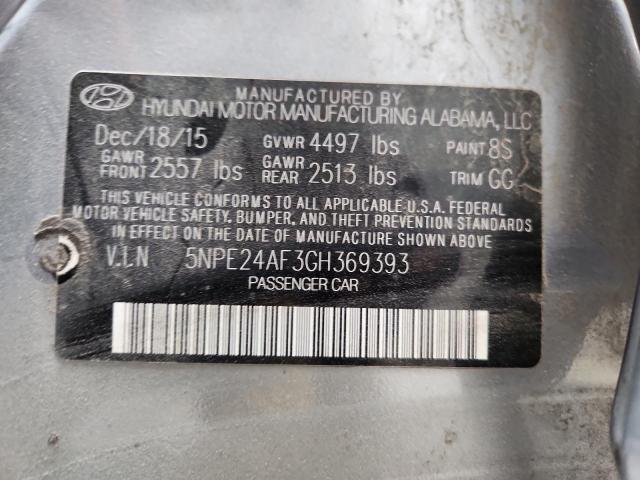 MANUFACTURED BY
HYUNDAI MOTOR MANUFACTURING ALABAMA, LLC
Dec/18/15 GVWR 4497 lbs PAINT 8S
GAWR FRONT 2557 lbs GAWR REAR 2513 lbs TRIM GG
THIS VEHICLE CONFORMS TO ALL APPLICABLE U.S.A. FEDERAL
MOTOR VEHICLE SAFETY, BUMPER, AND THEFT PREVENTION STANDARDS
IN EFFECT ON THE DATE OF MANUFACTURE SHOWN ABOVE.
V.I.N 5NPE24AF3GH369393
PASSENGER CAR